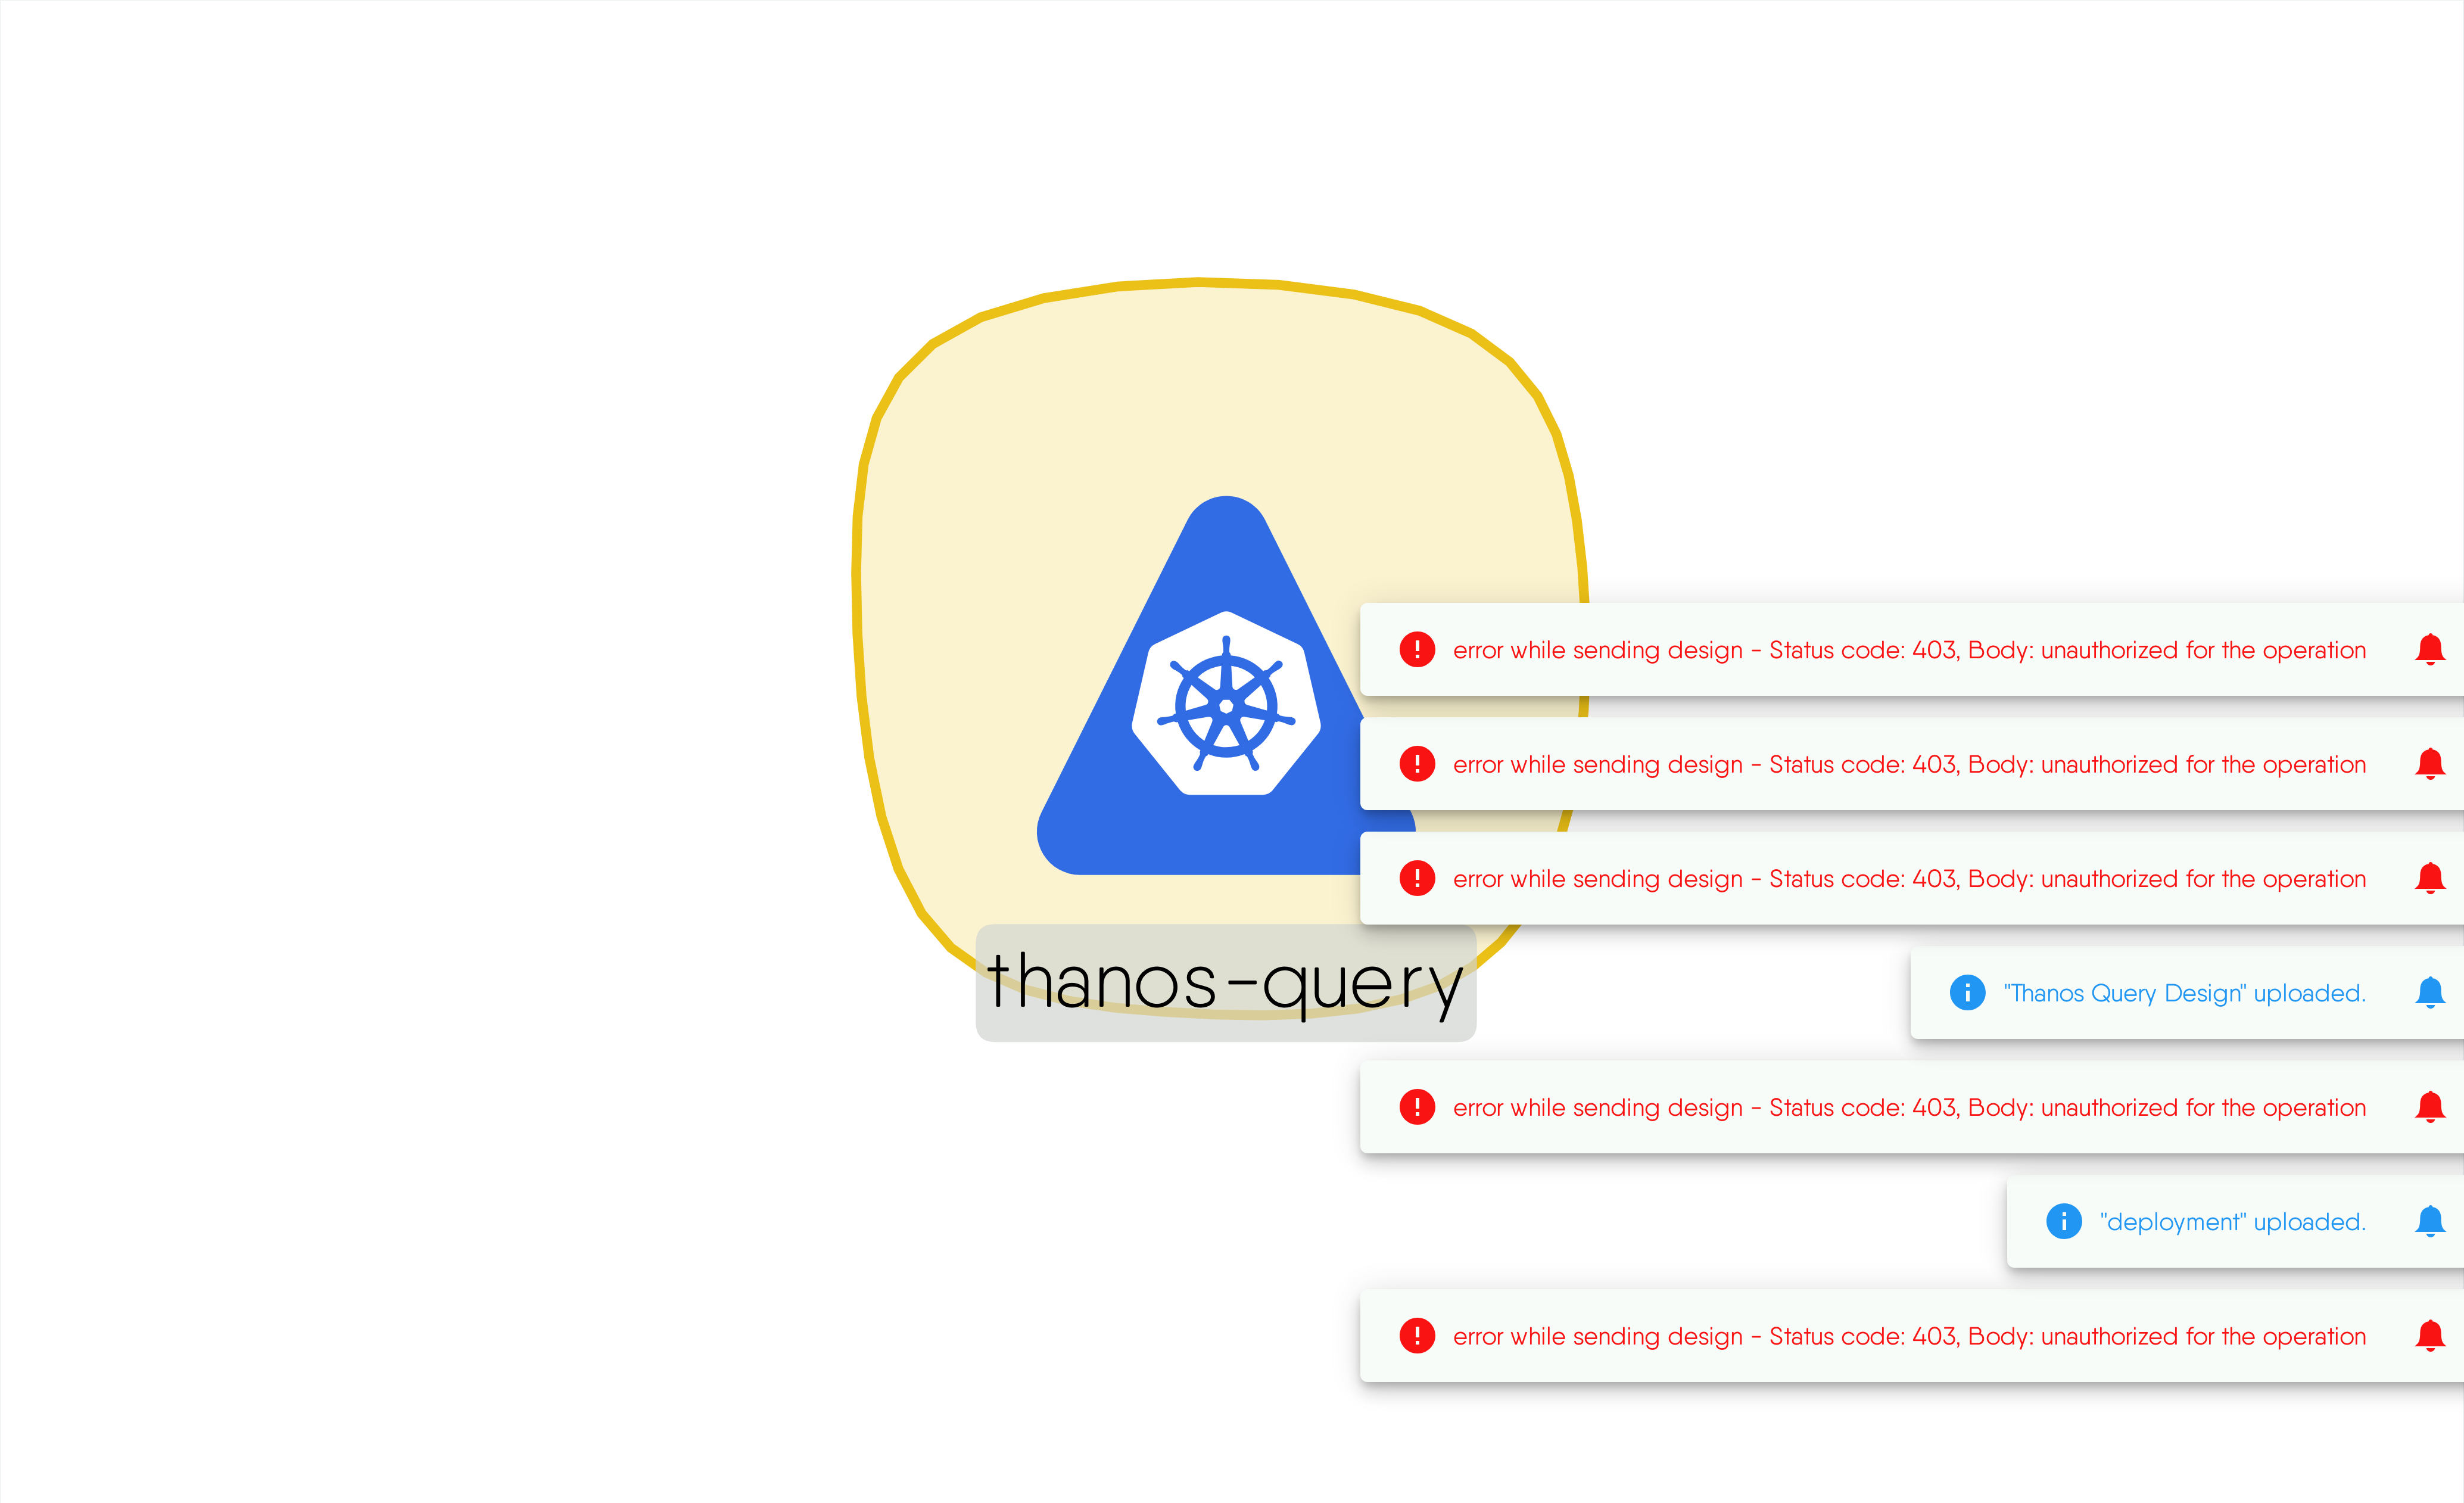 error while sending design - Status code: 403, Body: unauthorized for the operation
error while sending design - Status code: 403, Body: unauthorized for the operation
error while sending design - Status code: 403, Body: unauthorized for the operation
thanos-query
"Thanos Query Design" uploaded.
error while sending design - Status code: 403, Body: unauthorized for the operation
"deployment" uploaded.
error while sending design - Status code: 403, Body: unauthorized for the operation